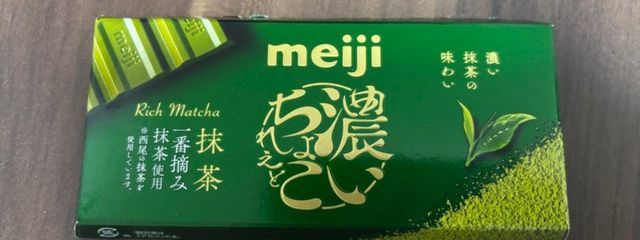 meiji
濃い
抹茶の
味わい
濃い
ちょこ
れえと
Rich Matcha
抹茶
一番摘み
抹茶使用
※西尾の抹茶を
使用しています。